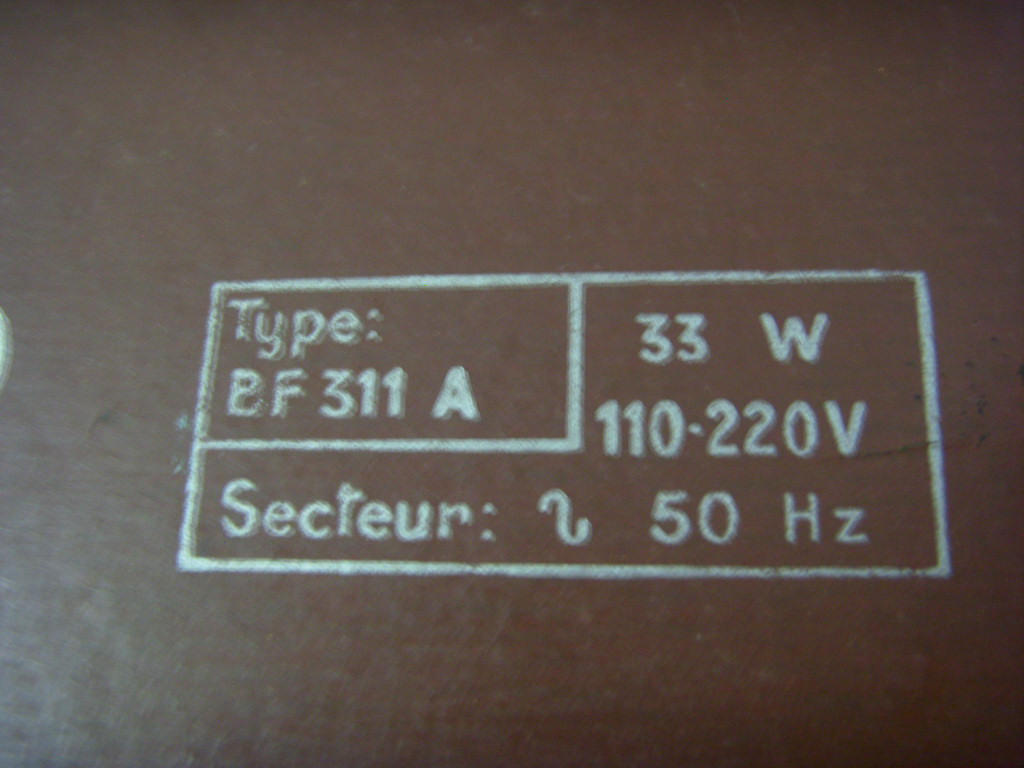 Type:
BF 311 A
33 W
110-220V
Secteur: ∿ 50 Hz